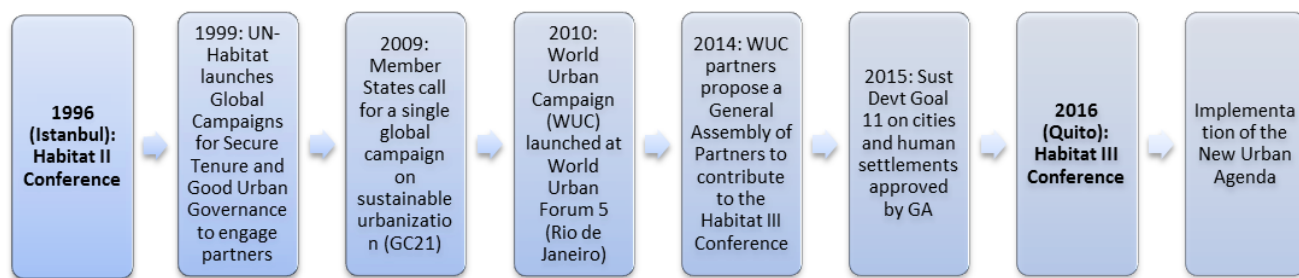 1996
(Istanbul):
Habitat II
Conference
1999: UN-
Habitat
launches
Global
Campaigns
for Secure
Tenure and
Good Urban
Governance
to engage
partners
2009:
Member
States call
for a single
global
campaign
on
sustainable
urbanizatio
n (GC21)
2010:
World
Urban
Campaign
(WUC)
launched at
World
Urban
Forum 5
(Rio de
Janeiro)
2014: WUC
partners
propose a
General
Assembly of
Partners to
contribute
to the
Habitat III
Conference
2015: Sust
Devt Goal
11 on cities
and human
settlements
approved
by GA
2016
(Quito):
Habitat III
Conference
Implementa
tion of the
New Urban
Agenda